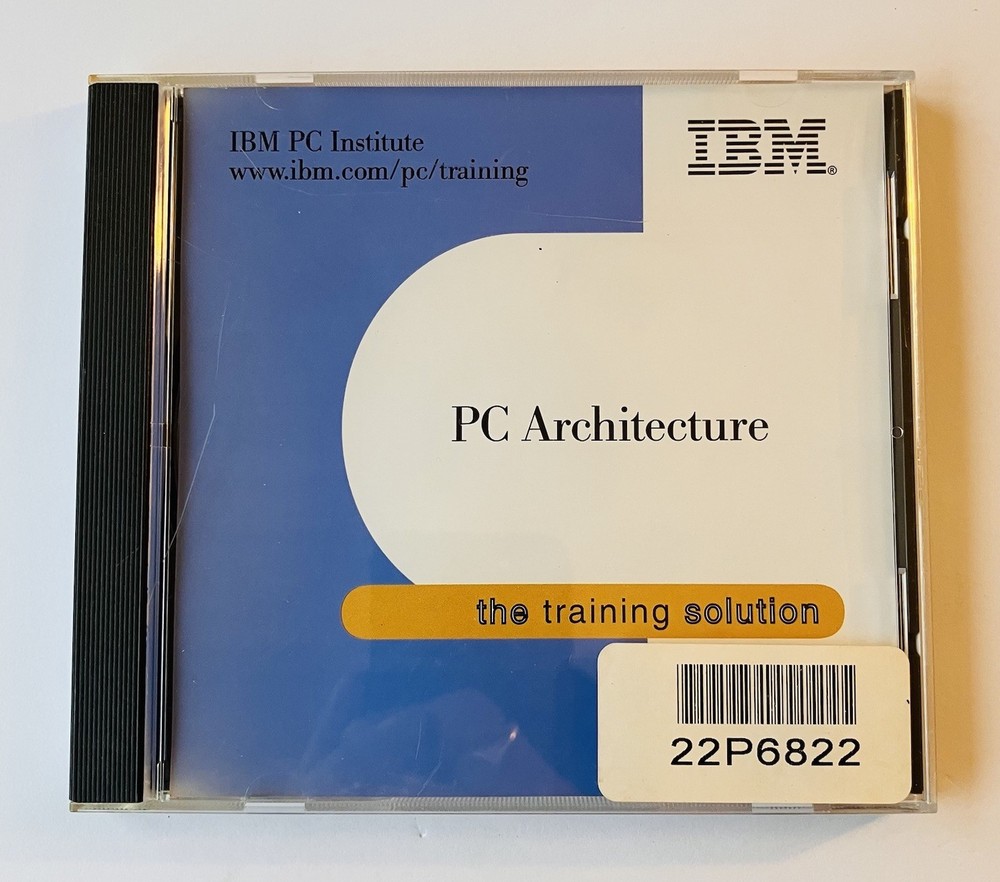 IBM PC Institute
www.ibm.com/pc/training
IBM®
PC Architecture
the training solution
22P6822